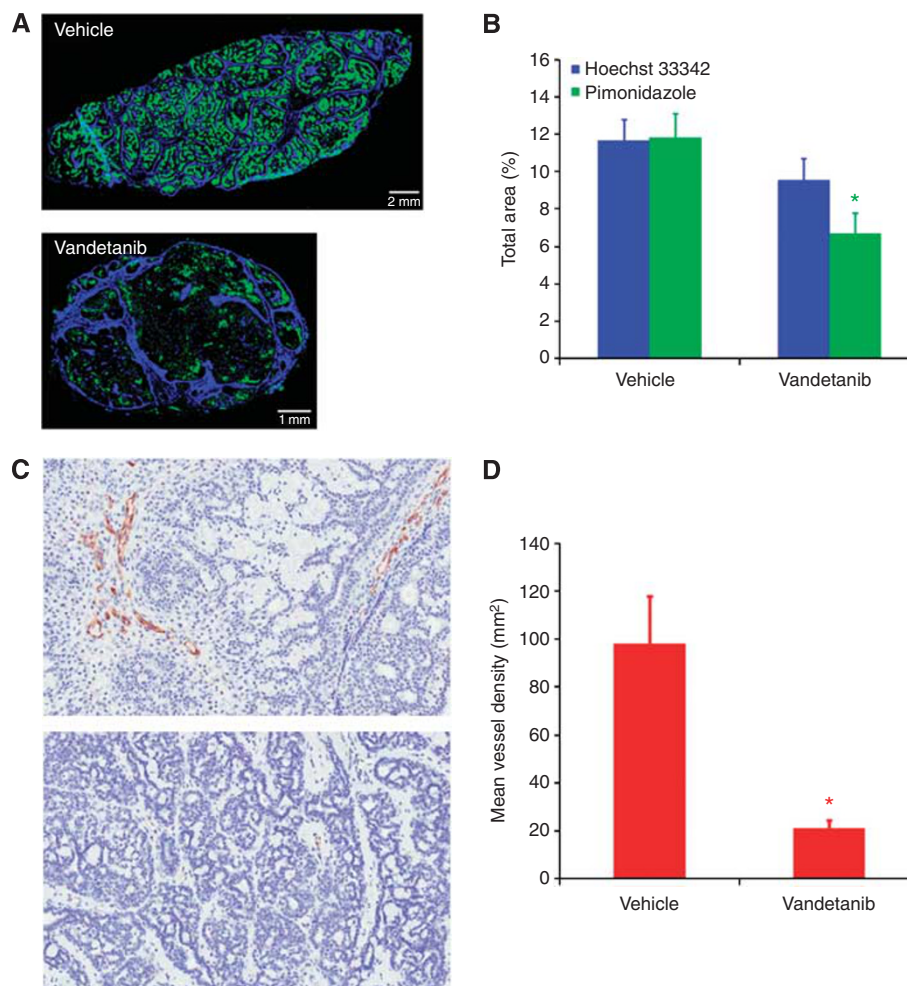 A
Vehicle
2 mm
Vandetanib
1 mm
B
Total area (%)
16
14
12
10
8
6
4
2
0
Hoechst 33342
Pimonidazole
*
Vehicle
Vandetanib
C
D
Mean vessel density (mm²)
140
120
100
80
60
40
20
0
*
Vehicle
Vandetanib